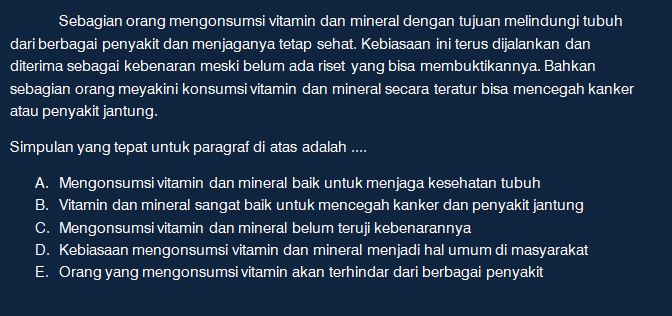 Sebagian orang mengonsumsi vitamin dan mineral dengan tujuan melindungi tubuh
dari berbagai penyakit dan menjaganya tetap sehat. Kebiasaan ini terus dijalankan dan
diterima sebagai kebenaran meski belum ada riset yang bisa membuktikannya. Bahkan
sebagian orang meyakini konsumsi vitamin dan mineral secara teratur bisa mencegah kanker
atau penyakit jantung.
Simpulan yang tepat untuk paragraf di atas adalah ....
A. Mengonsumsi vitamin dan mineral baik untuk menjaga kesehatan tubuh
B. Vitamin dan mineral sangat baik untuk mencegah kanker dan penyakit jantung
C. Mengonsumsi vitamin dan mineral belum teruji kebenarannya
D. Kebiasaan mengonsumsi vitamin dan mineral menjadi hal umum di masyarakat
E. Orang yang mengonsumsi vitamin akan terhindar dari berbagai penyakit